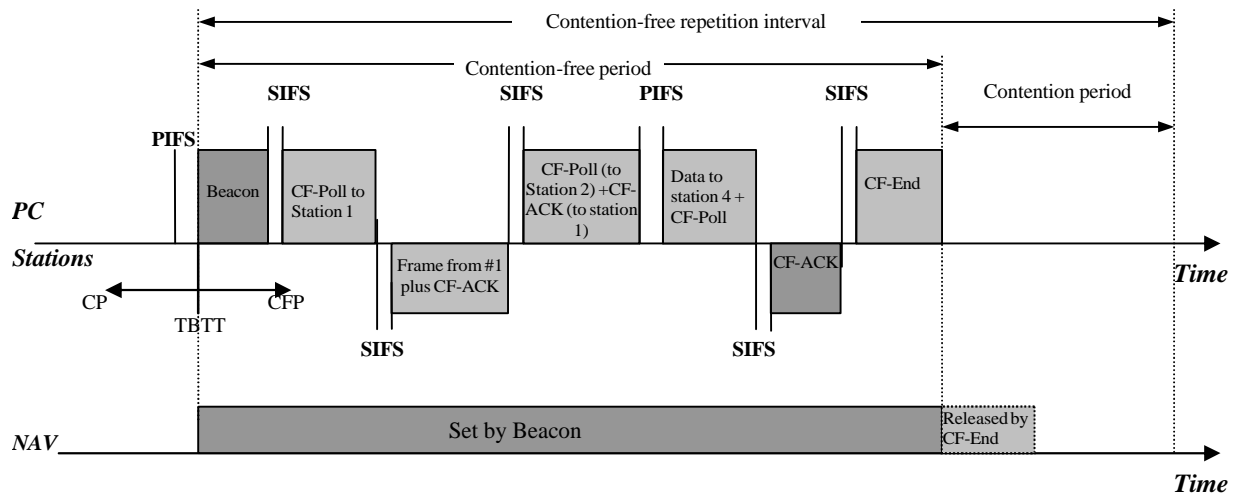 Contention-free repetition interval
Contention-free period
SIFS
SIFS
PIFS
SIFS
Contention period
PIFS
Beacon
CF-Poll to
Station 1
CF-Poll (to
Station 2) +CF-
ACK (to station
1)
Data to
station 4 +
CF-Poll
CF-End
PC
Stations
Frame from #1
plus CF-ACK
CF-ACK
Time
CP
CFP
TBTT
SIFS
SIFS
Set by Beacon
Released by
CF-End
NAV
Time